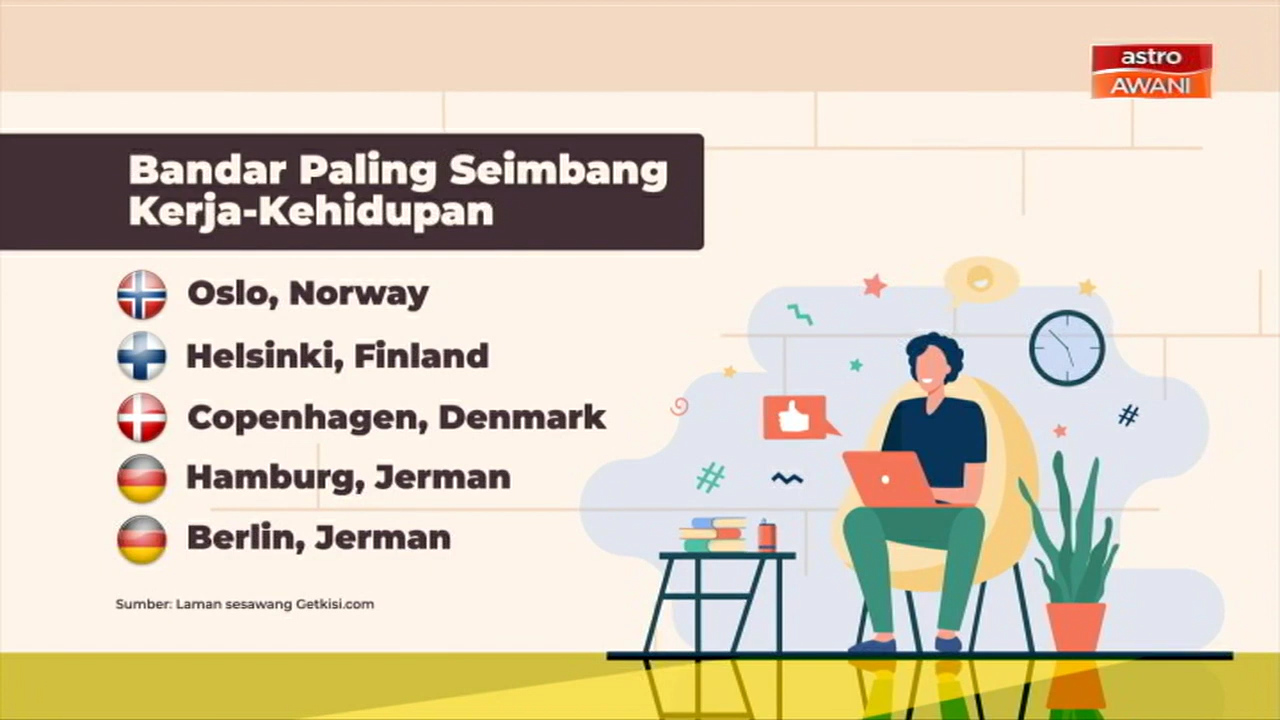 astro
AWANI
Bandar Paling Seimbang
Kerja-Kehidupan
Oslo, Norway
Helsinki, Finland
Copenhagen, Denmark
Hamburg, Jerman
Berlin, Jerman
Sumber: Laman sesawang Getkisi.com